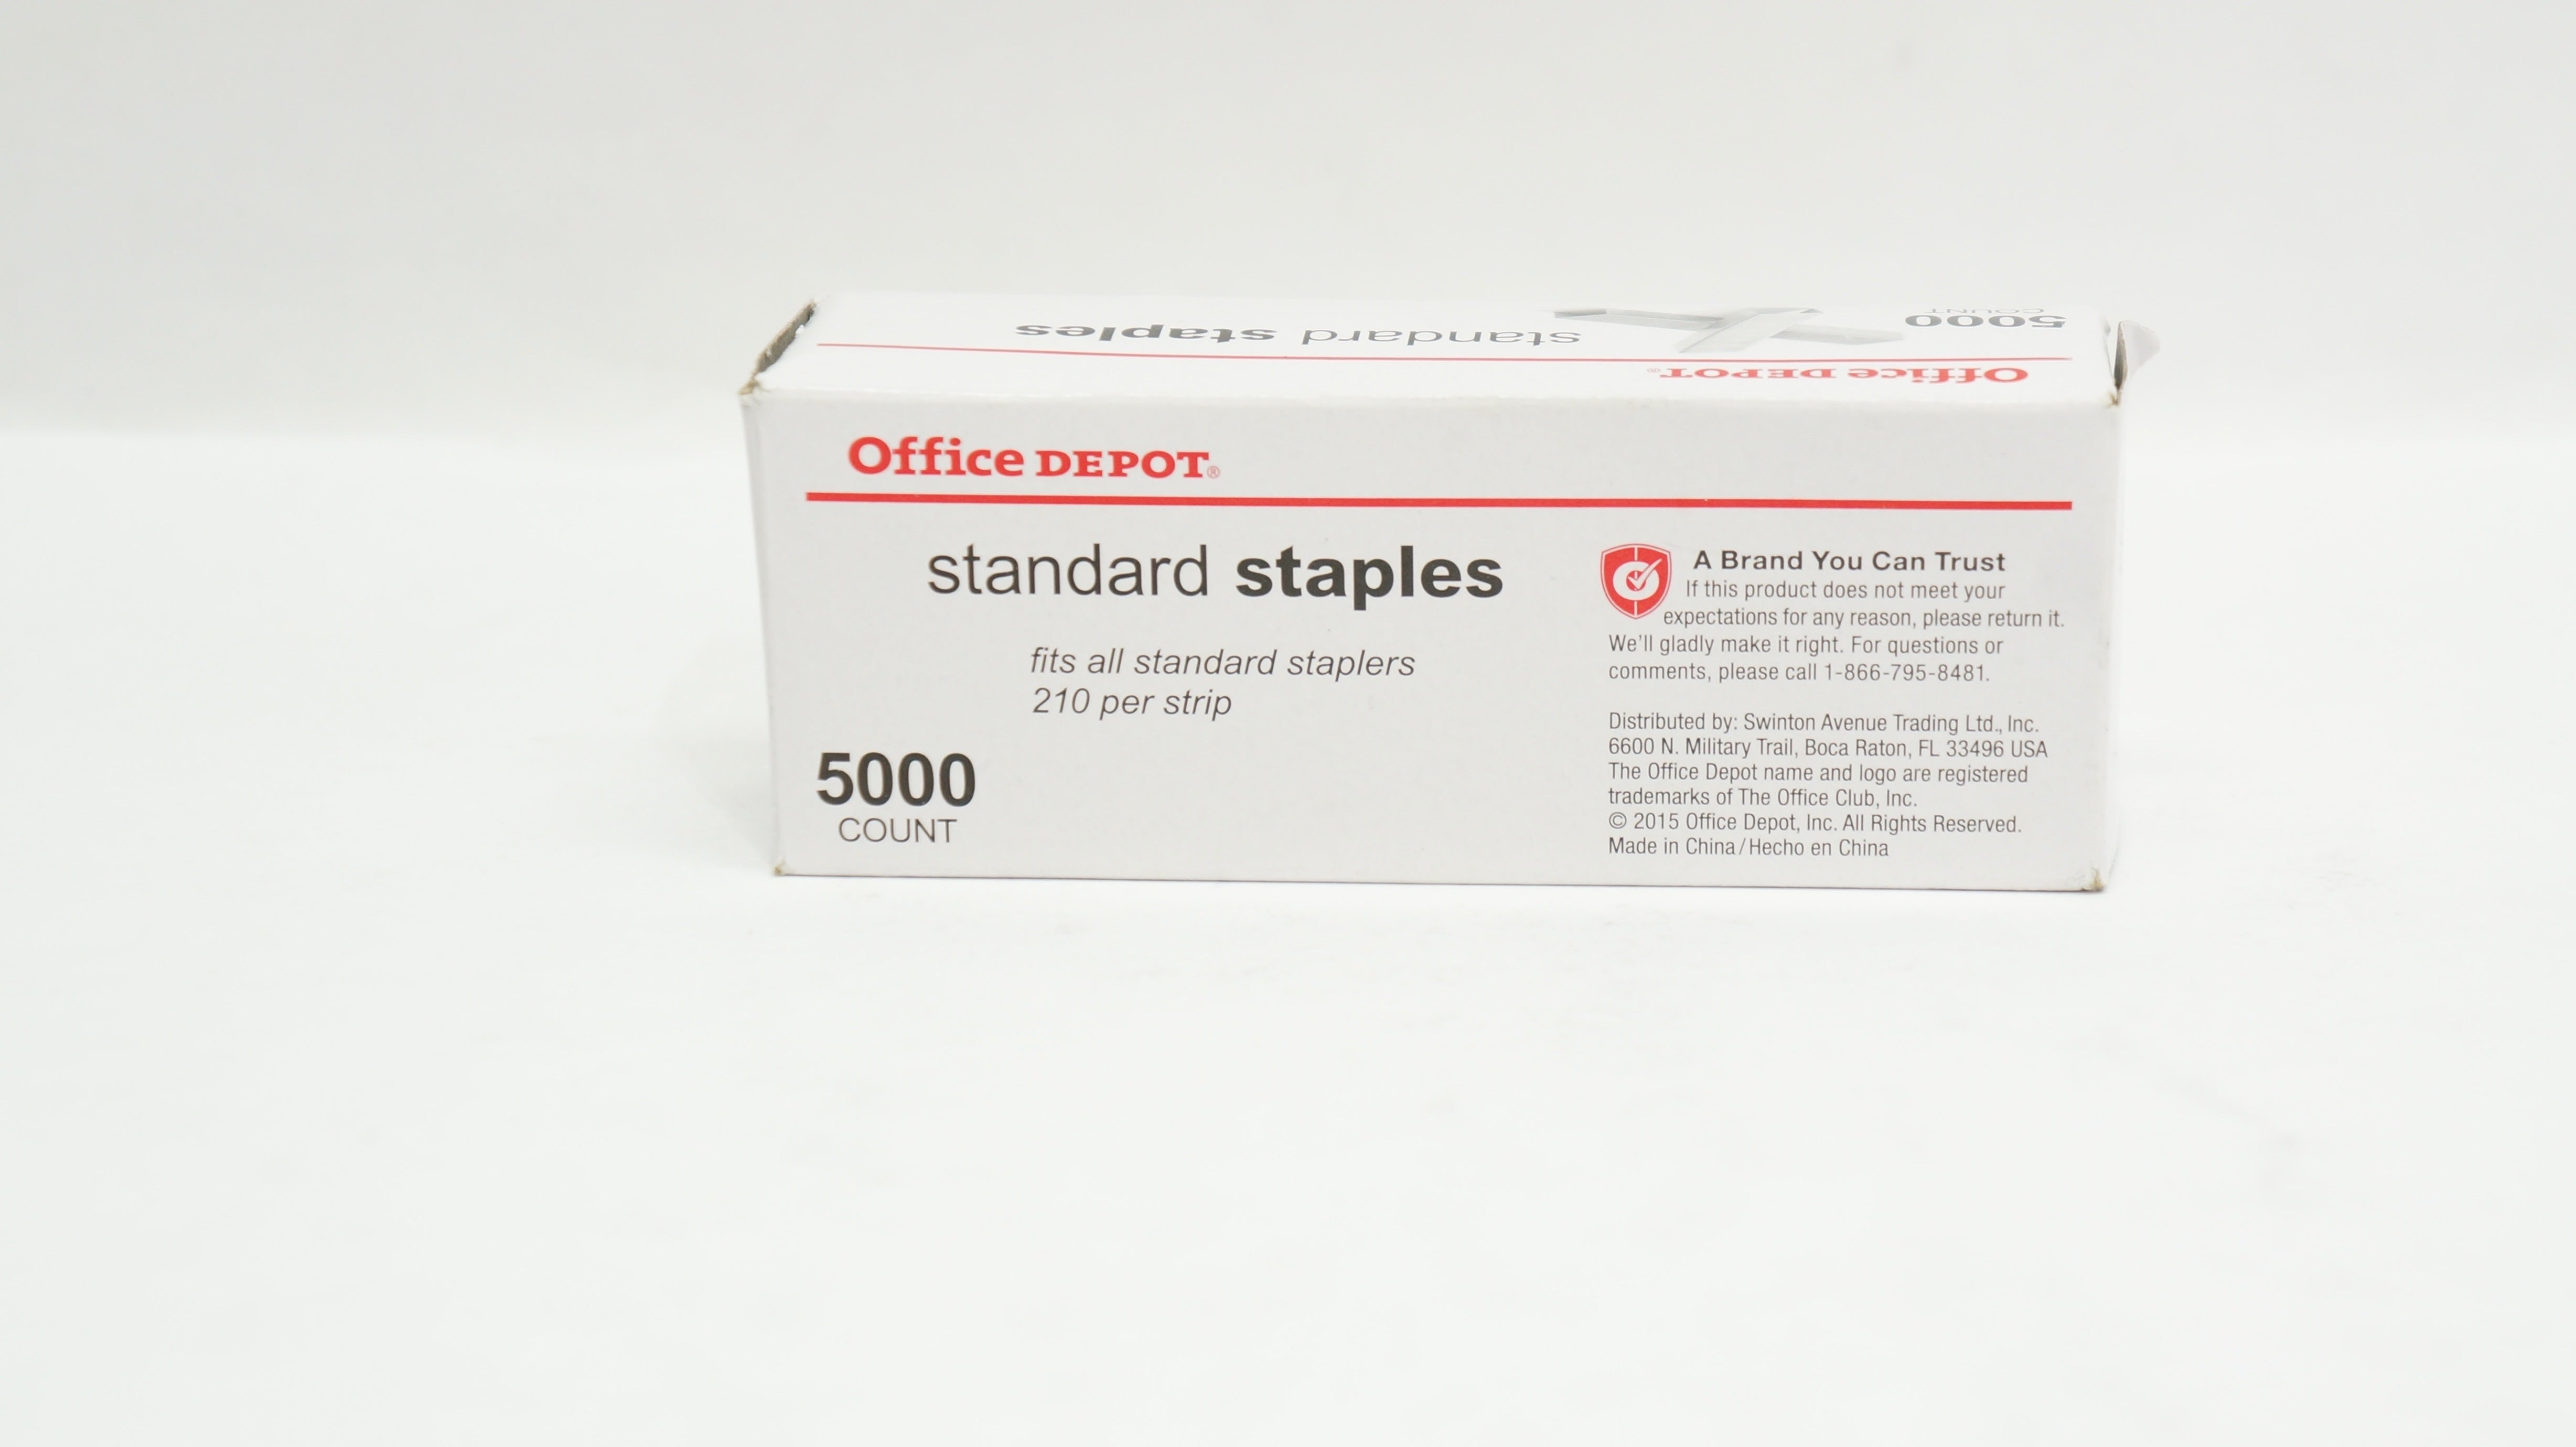 5000
COUNT
standard staples
Office DEPOT®
Office DEPOT®
standard staples
fits all standard staplers
210 per strip
5000
COUNT
A Brand You Can Trust
If this product does not meet your
expectations for any reason, please return it.
We'll gladly make it right. For questions or
comments, please call 1-866-795-8481.
Distributed by: Swinton Avenue Trading Ltd., Inc.
6600 N. Military Trail, Boca Raton, FL 33496 USA
The Office Depot name and logo are registered
trademarks of The Office Club, Inc.
© 2015 Office Depot, Inc. All Rights Reserved.
Made in China/Hecho en China